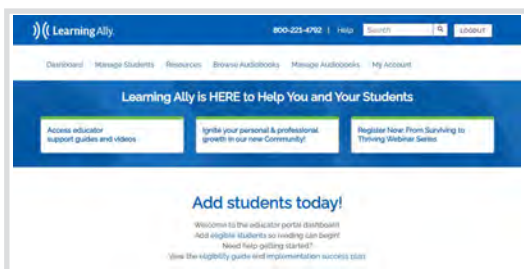 Learning Ally. 800-221-4792 | Help Search LOGOUT
Dashboard Manage Students Resources Browse Audiobooks Manage Audiobooks My Account
Learning Ally is HERE to Help You and Your Students
Access educator
support guides and videos
Ignite your personal & professional
growth in our new Community!
Register Now: From Surviving to
Thriving Webinar Series
Add students today!
Welcome to the educator portal dashboard
Add eligible students so reading can begin!
Need help getting started?
View the eligibility guide and implementation success plan